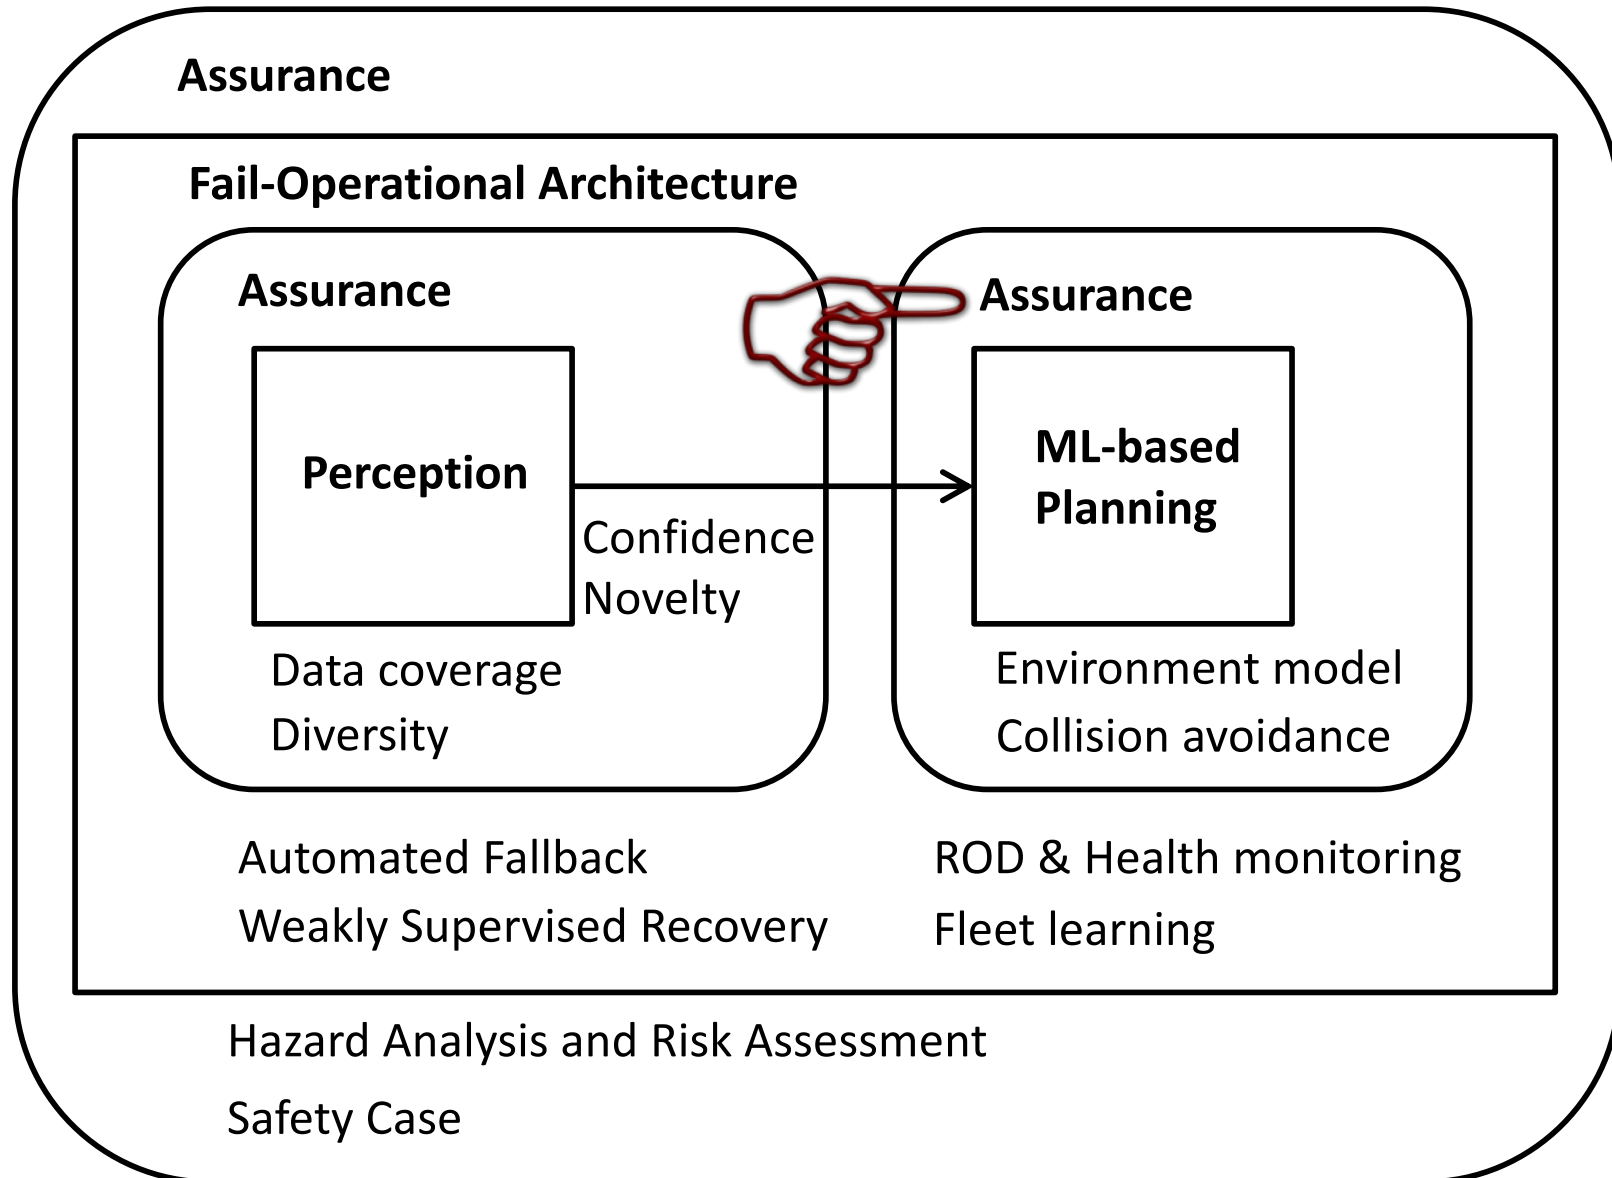 Assurance
Fail-Operational Architecture
Assurance
Perception
Confidence
Novelty
Data coverage
Diversity
Assurance
ML-based
Planning
Environment model
Collision avoidance
Automated Fallback
Weakly Supervised Recovery
ROD & Health monitoring
Fleet learning
Hazard Analysis and Risk Assessment
Safety Case